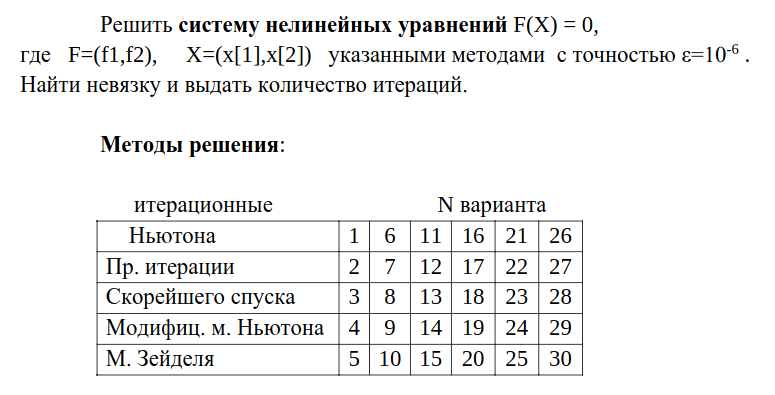 Решить систему нелинейных уравнений F(X) = 0,
где F=(f1,f2), X=(x[1],x[2]) указанными методами с точностью ε=10⁻⁶ .
Найти невязку и выдать количество итераций.
Методы решения:
итерационные N варианта
Ньютона 1 6 11 16 21 26
Пр. итерации 2 7 12 17 22 27
Скорейшего спуска 3 8 13 18 23 28
Модифиц. м. Ньютона 4 9 14 19 24 29
М. Зейделя 5 10 15 20 25 30